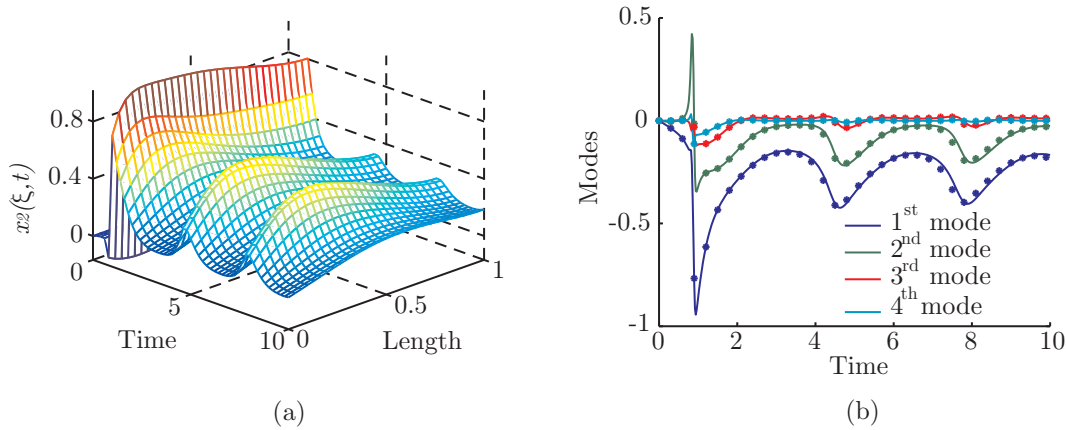 0.8
0.4
0
x2(ξ,t)
0
5
10
Time
0
0.5
1
Length
(a)
0.5
0
-0.5
-1
Modes
1st mode
2nd mode
3rd mode
4th mode
0
2
4
6
8
10
Time
(b)